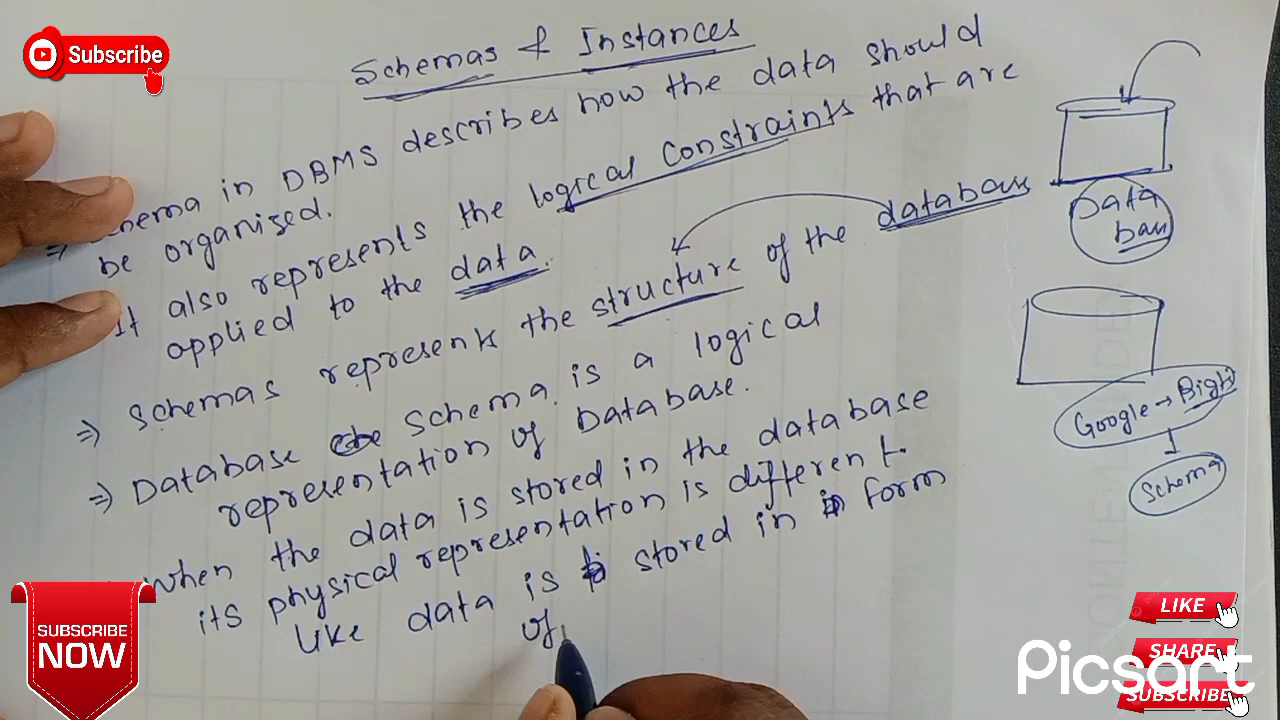 Subscribe
Schemas & Instances
⇒ Schema in DBMS describes how the data should
be organised.
It also represents the logical constraints that are
applied to the data.
⇒ Schemas represents the structure of the database
⇒ Database Schema is a logical
representation of Database.
When the data is stored in the database
its physical representation is different.
like data is stored in form
of
Data
base
Google → Bight
Schema
SUBSCRIBE
NOW
LIKE
SHARE
SUBSCRIBE
Picsart